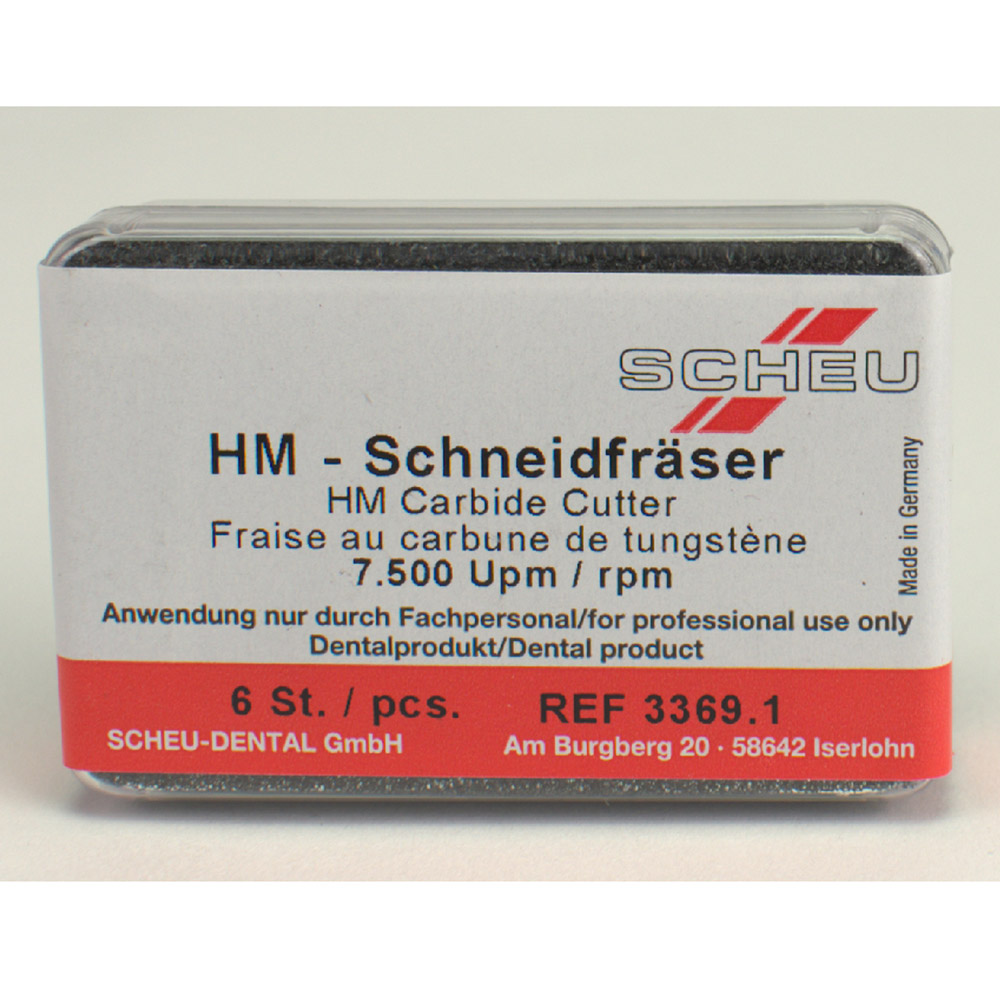 SCHEU
HM - Schneidfräser
HM Carbide Cutter
Fraise au carbune de tungstène
7.500 Upm / rpm
Made in Germany
Anwendung nur durch Fachpersonal/for professional use only
Dentalprodukt/Dental product
6 St. / pcs. REF 3369.1
SCHEU-DENTAL GmbH Am Burgberg 20 · 58642 Iserlohn